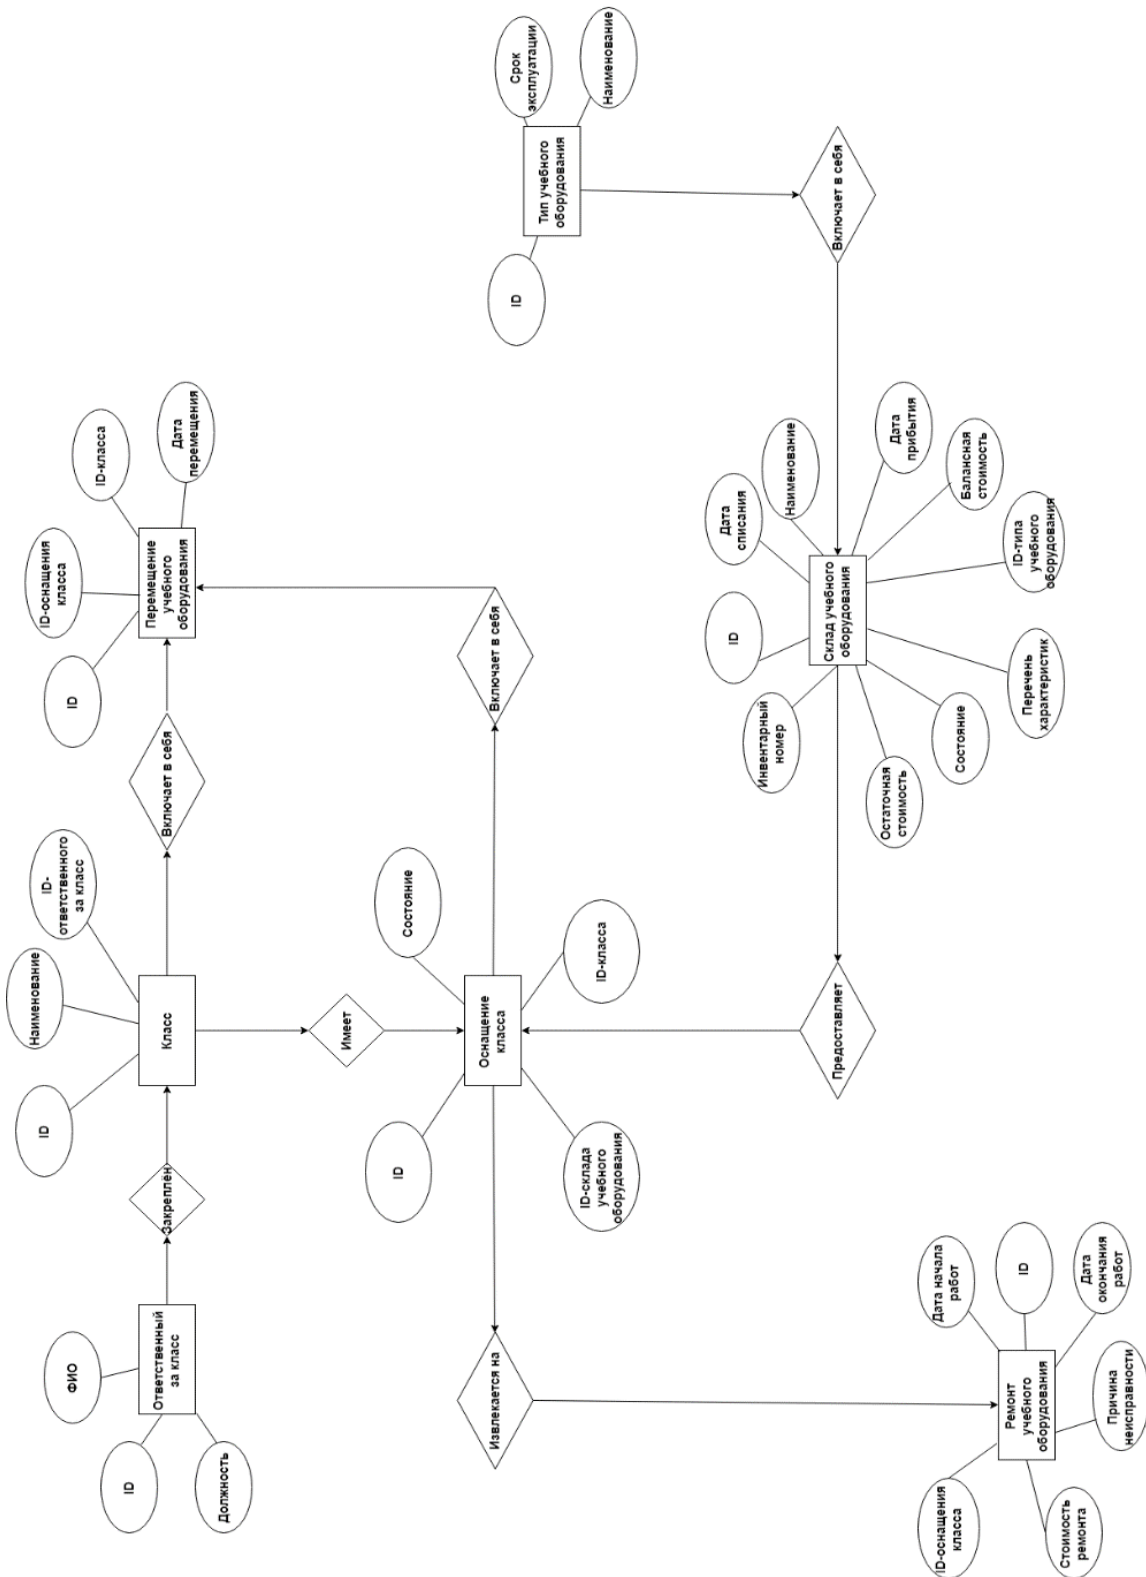 ФИО
ID
Должность
Ответственный
за класс
Закреплён
ID
Наименование
ID-
ответственного
за класс
Класс
Включает в себя
ID
ID-оснащения
класса
ID-класса
Дата
перемещения
Перемещение
учебного
оборудования
Имеет
ID
Состояние
ID-склада
учебного
оборудования
ID-класса
Оснащение
класса
Включает в себя
Извлекается на
Предоставляет
Срок
эксплуатации
Наименование
ID
Тип учебного
оборудования
Включает в себя
Инвентарный
номер
ID
Дата
списания
Наименование
Склад учебного
оборудования
Остаточная
стоимость
Состояние
Перечень
характеристик
ID-типа
учебного
оборудования
Балансная
стоимость
Дата
прибытия
ID-оснащения
класса
Дата начала
работ
ID
Ремонт
учебного
оборудования
Стоимость
ремонта
Причина
неисправности
Дата
окончания
работ